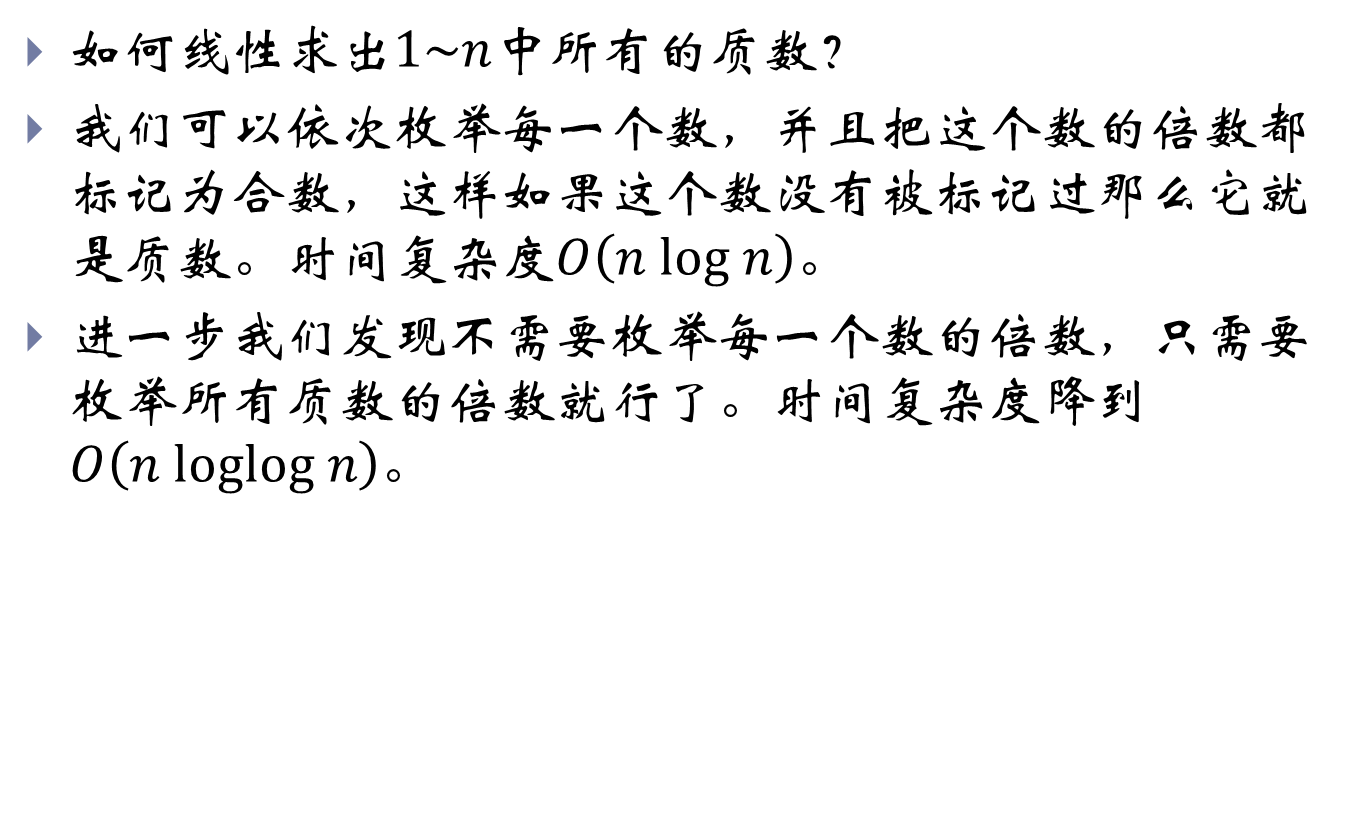 如何线性求出1~n中所有的质数？
我们可以依次枚举每一个数，并且把这个数的倍数都
标记为合数，这样如果这个数没有被标记过那么它就
是质数。时间复杂度O(n log n)。
进一步我们发现不需要枚举每一个数的倍数，只需要
枚举所有质数的倍数就行了。时间复杂度降到
O(n loglog n)。